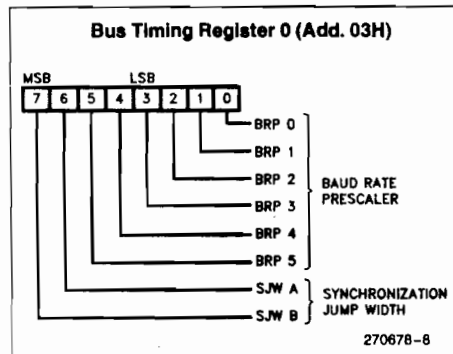 Bus Timing Register 0 (Add. 03H)
MSB LSB
7 6 5 4 3 2 1 0
BRP 0
BRP 1
BRP 2
BRP 3
BRP 4
BRP 5
BAUD RATE
PRESCALER
SJW A
SJW B
SYNCHRONIZATION
JUMP WIDTH
270678-8